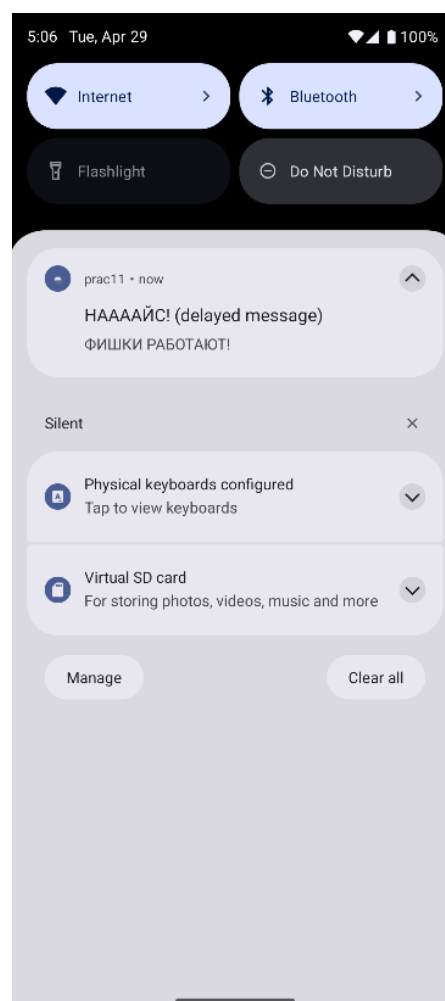 5:06 Tue, Apr 29 100%
Internet Bluetooth
Flashlight Do Not Disturb
prac11 • now
НААААЙС! (delayed message)
ФИШКИ РАБОТАЮТ!
Silent
Physical keyboards configured
Tap to view keyboards
Virtual SD card
For storing photos, videos, music and more
Manage Clear all